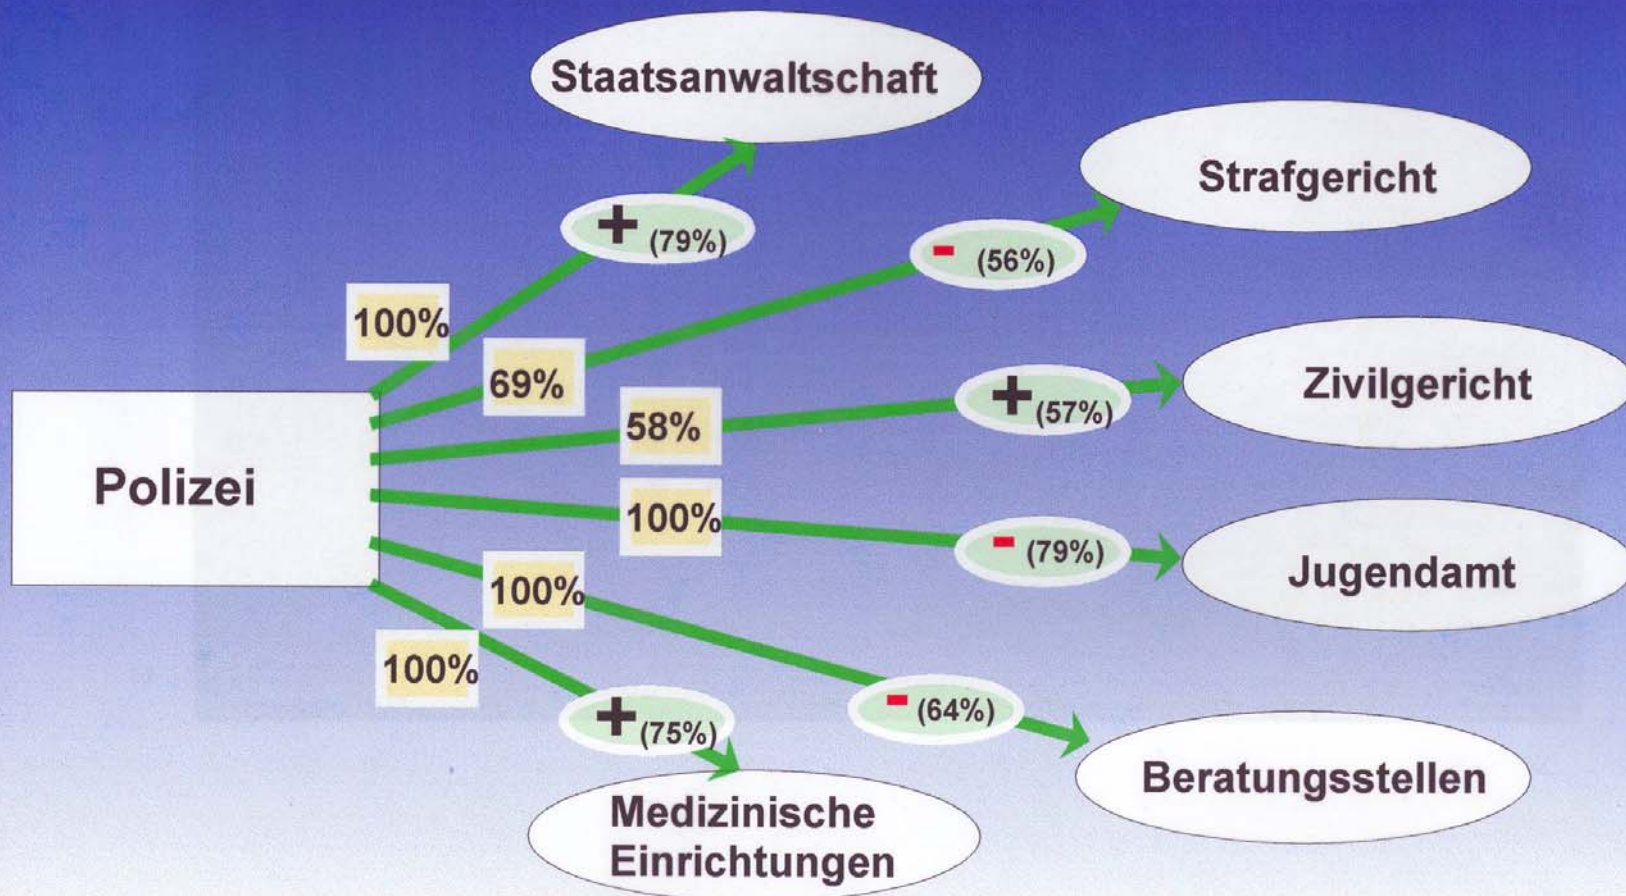 Staatsanwaltschaft
Strafgericht
+ (79%)
- (56%)
100%
69%
Zivilgericht
+ (57%)
58%
Polizei
100%
- (79%)
Jugendamt
100%
100%
- (64%)
+ (75%)
Beratungsstellen
Medizinische
Einrichtungen